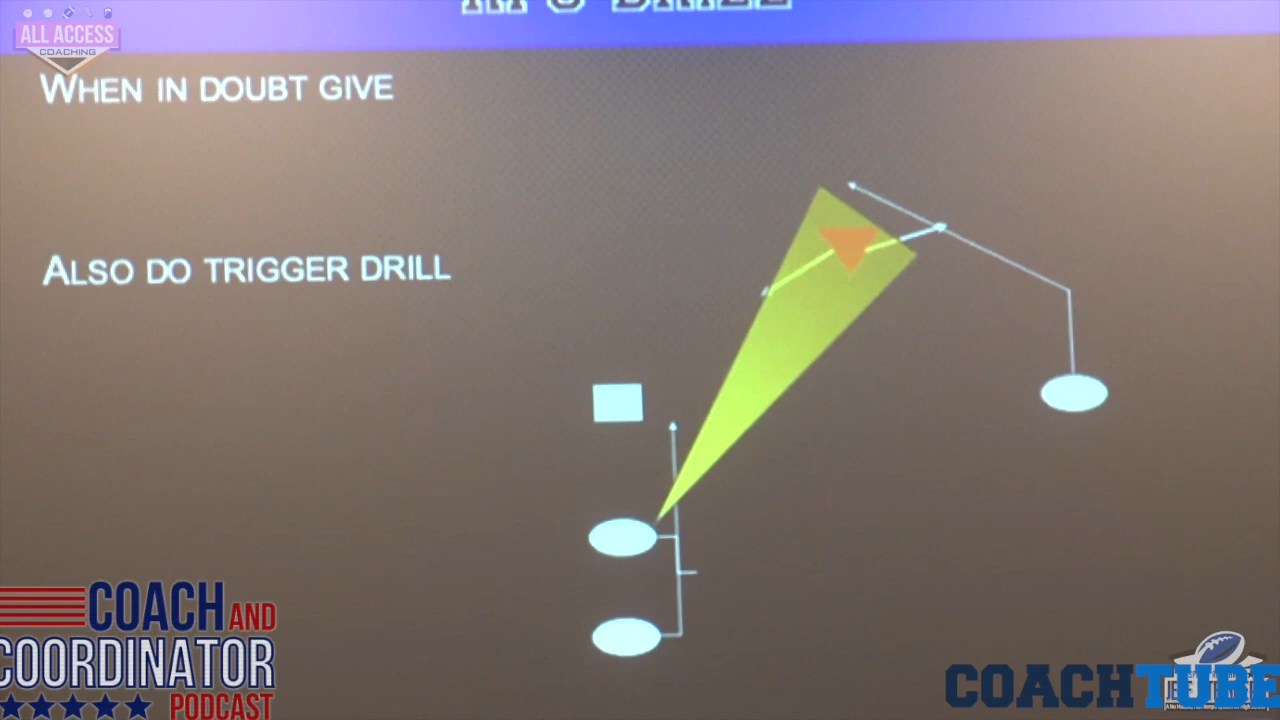 ALL ACCESS
COACHING
WHEN IN DOUBT GIVE
ALSO DO TRIGGER DRILL
COACH AND
COORDINATOR
PODCAST
COACHTUBE